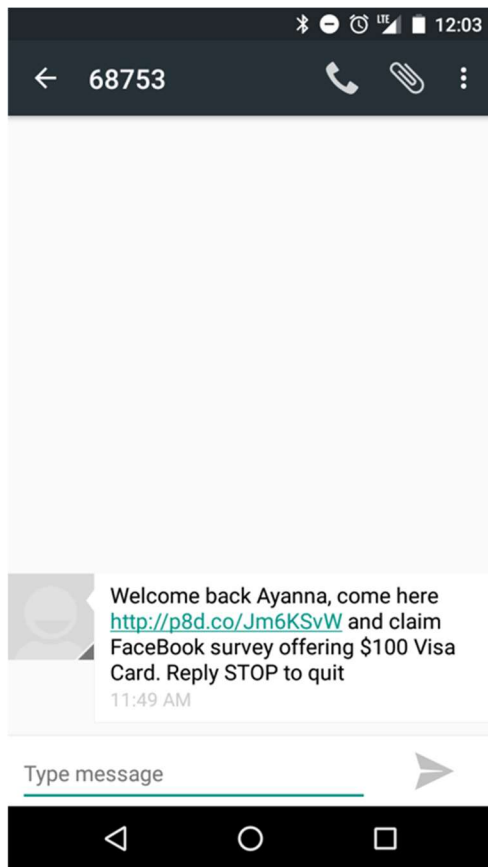 LTE 12:03
68753
Welcome back Ayanna, come here
http://p8d.co/Jm6KSvW and claim
FaceBook survey offering $100 Visa
Card. Reply STOP to quit
11:49 AM
Type message